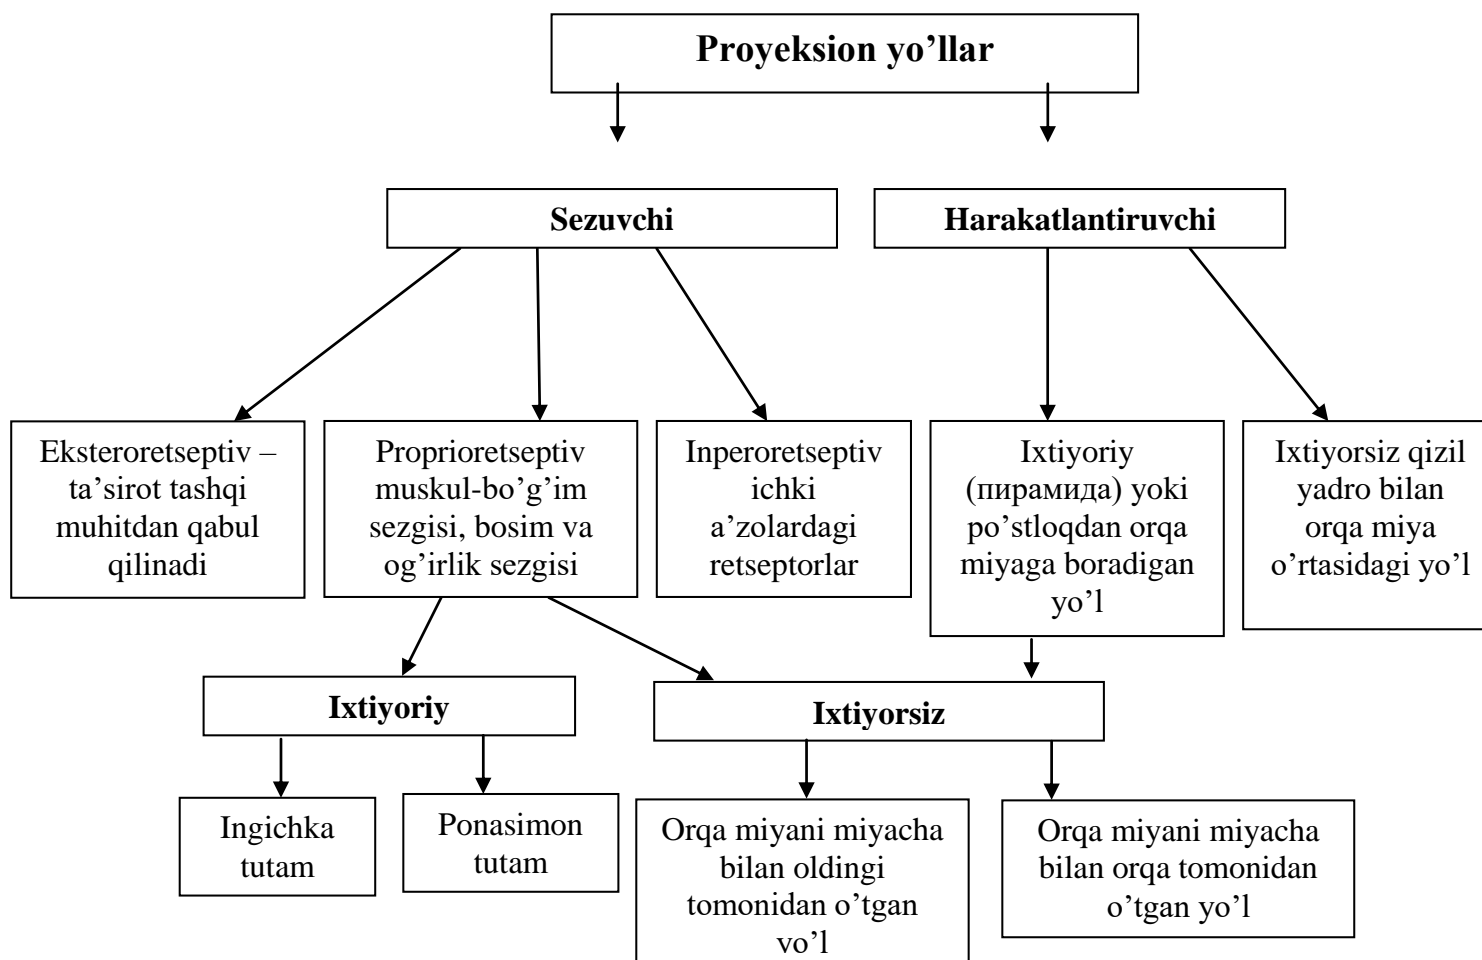 Proyeksion yo’llar
Sezuvchi
Harakatlantiruvchi
Eksteroretseptiv –
ta’sirot tashqi
muhitdan qabul
qilinadi
Proprioretseptiv
muskul-bo’g’im
sezgisi, bosim va
og’irlik sezgisi
Inperoretseptiv
ichki
a’zolardagi
retseptorlar
Ixtiyoriy
(пирамида) yoki
po’stloqdan orqa
miyaga boradigan
yo’l
Ixtiyorsiz qizil
yadro bilan
orqa miya
o’rtasidagi yo’l
Ixtiyoriy
Ixtiyorsiz
Ingichka
tutam
Ponasimon
tutam
Orqa miyani miyacha
bilan oldingi
tomonidan o’tgan
yo’l
Orqa miyani miyacha
bilan orqa tomonidan
o’tgan yo’l